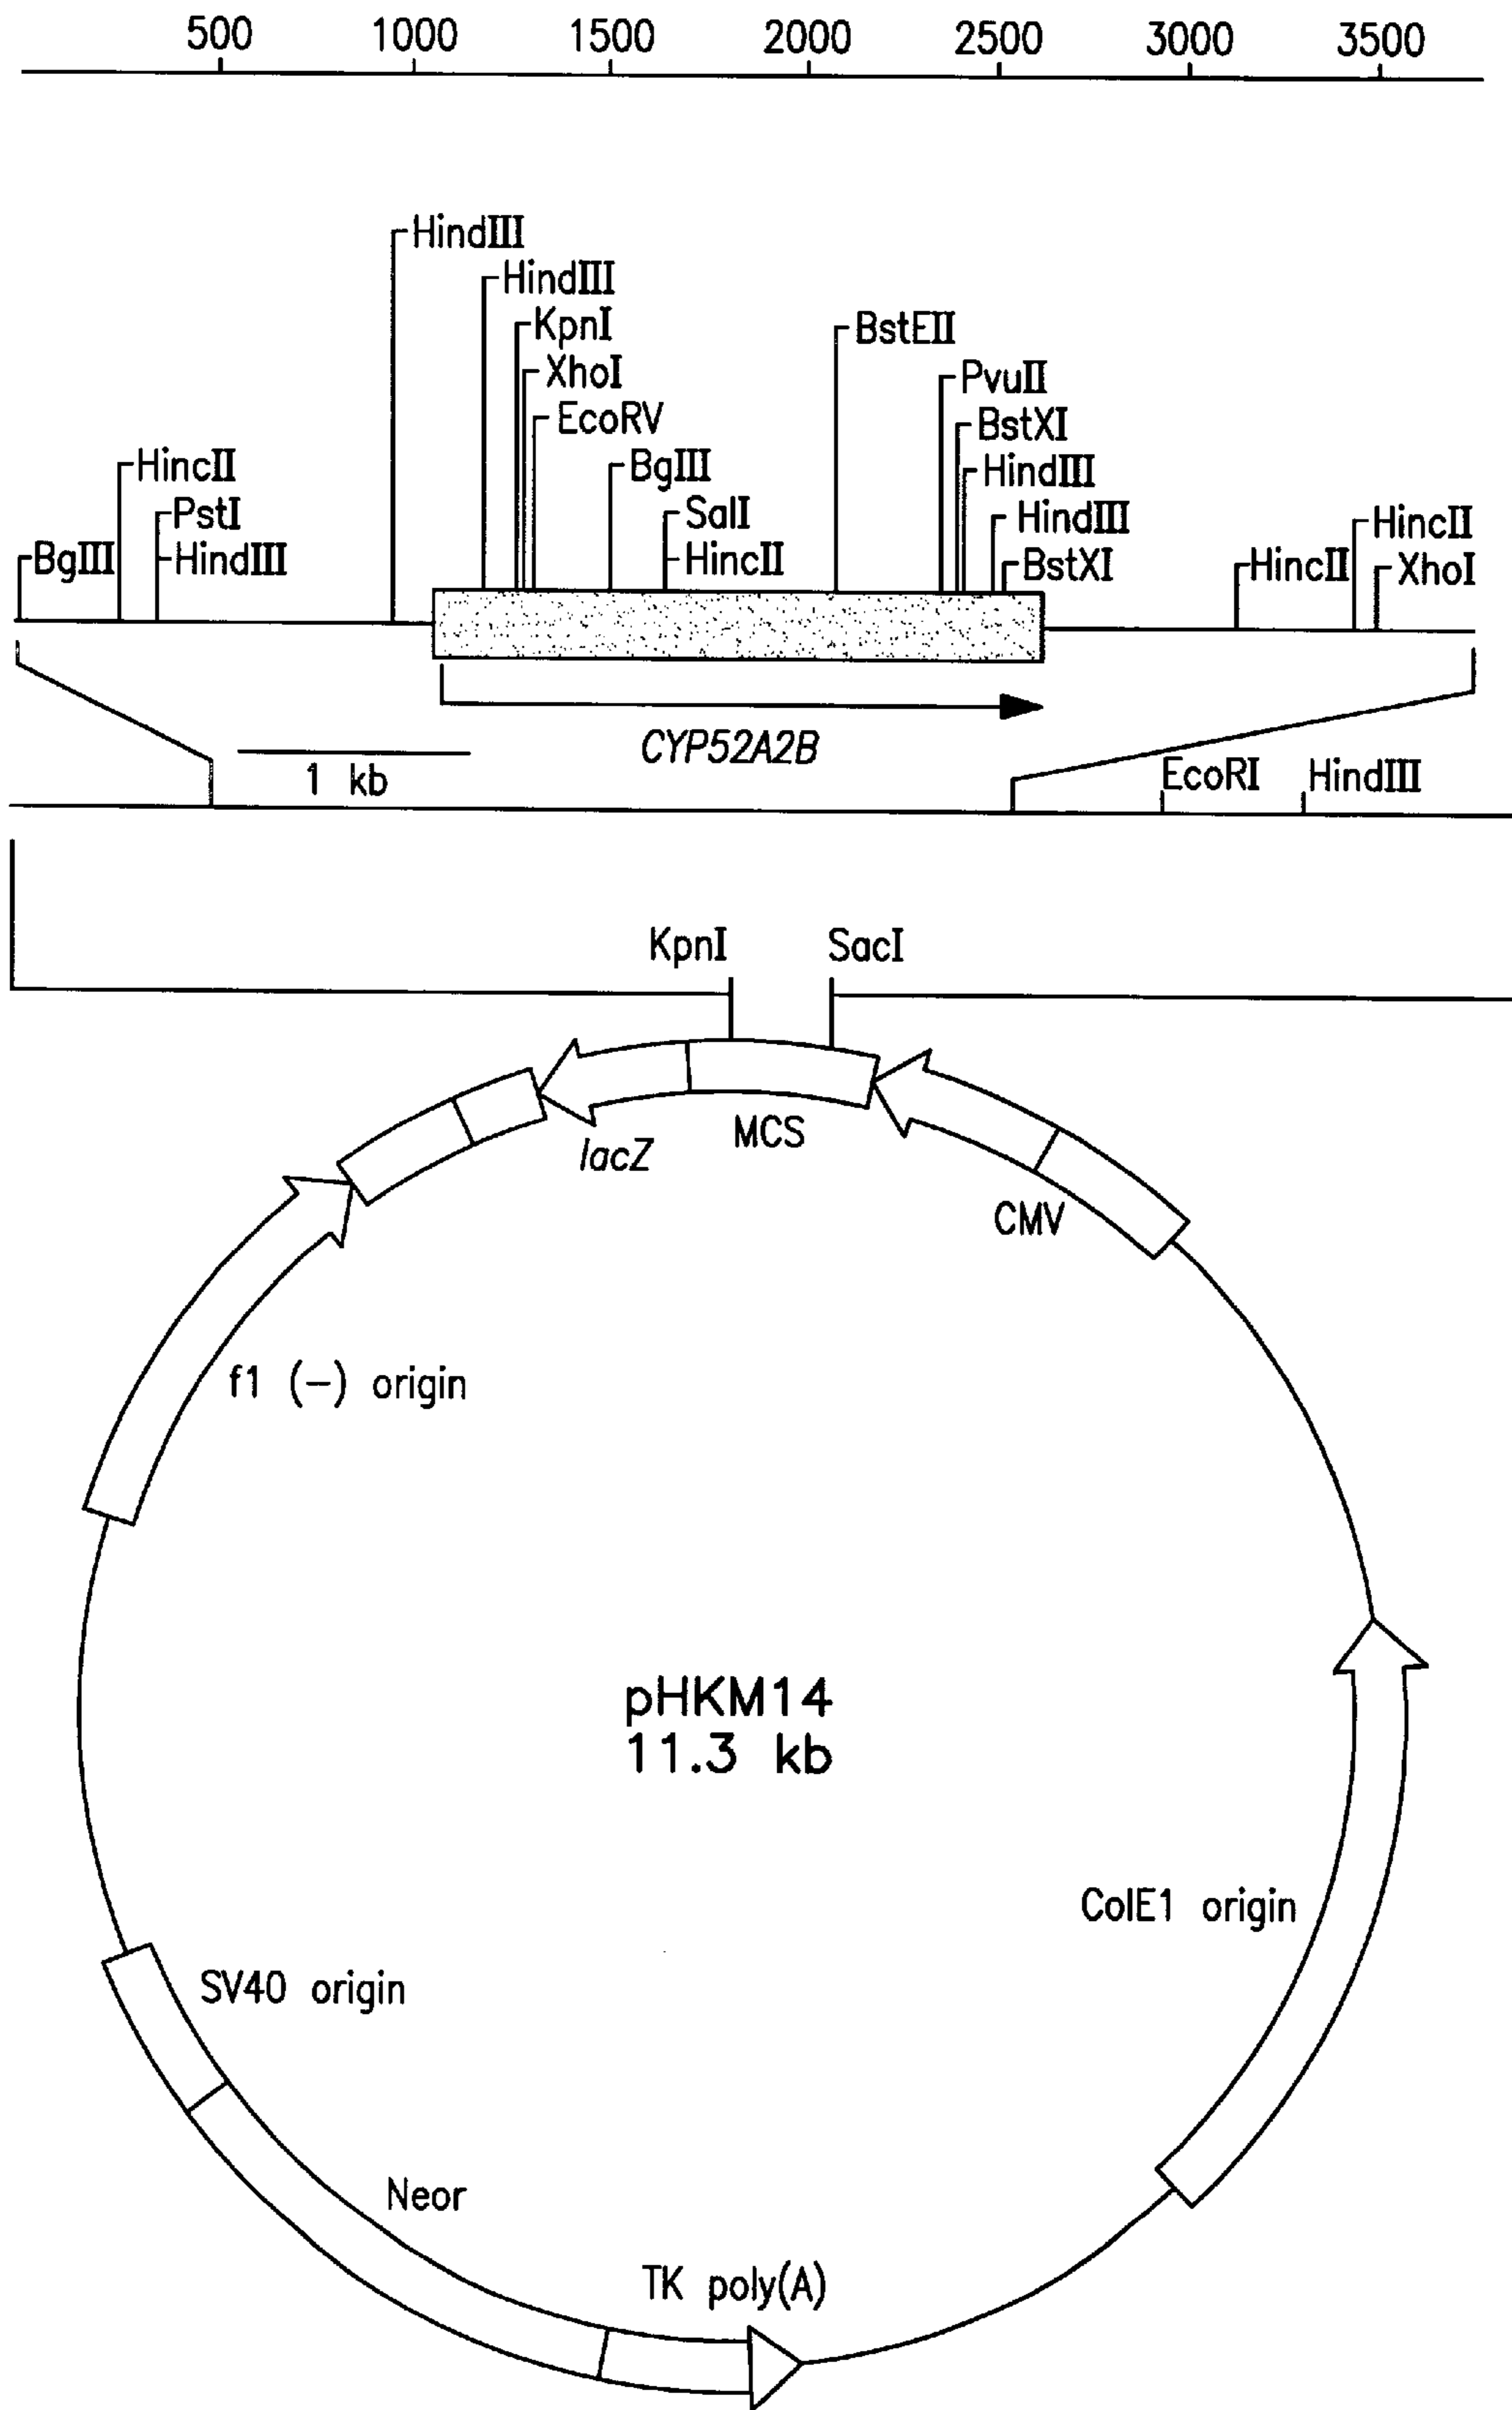 500 1000 1500 2000 2500 3000 3500
HindIII
HindIII
KpnI
BstEII
XhoI
PvuII
EcoRV
BstXI
HincII
BgIII
HindIII
PstI
SalI
HindIII
HincII
BgIII
HindIII
HincII
BstXI
HincII
XhoI
CYP52A2B
1 kb
EcoRI
HindIII
KpnI
SacI
lacZ
MCS
CMV
f1 (-) origin
pHKM14
11.3 kb
ColE1 origin
SV40 origin
Neor
TK poly(A)